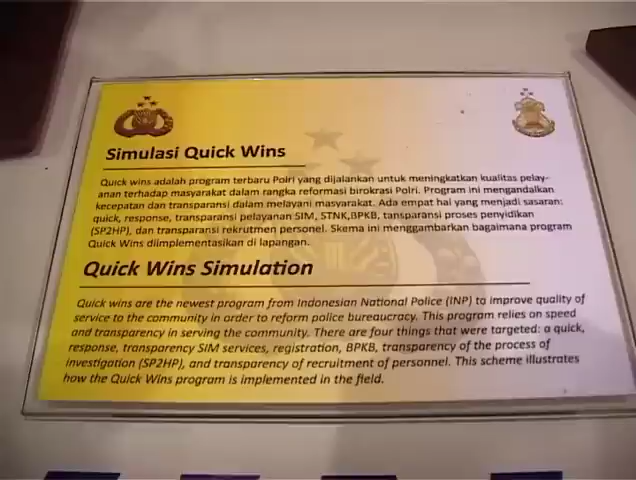 Simulasi Quick Wins
Quick wins adalah program terbaru Polri yang dijalankan untuk meningkatkan kualitas pelay-
anan terhadap masyarakat dalam rangka reformasi birokrasi Polri. Program ini mengandalkan
kecepatan dan transparansi dalam melayani masyarakat. Ada empat hal yang menjadi sasaran:
quick, response, transparansi pelayanan SIM, STNK,BPKB, tansparansi proses penyidikan
(SP2HP), dan transparansi rekrutmen personel. Skema ini menggambarkan bagaimana program
Quick Wins diimplementasikan di lapangan.
Quick Wins Simulation
Quick wins are the newest program from Indonesian National Police (INP) to improve quality of
service to the community in order to reform police bureaucracy. This program relies on speed
and transparency in serving the community. There are four things that were targeted: a quick,
response, transparency SIM services, registration, BPKB, transparency of the process of
investigation (SP2HP), and transparency of recruitment of personnel. This scheme illustrates
how the Quick Wins program is implemented in the field.